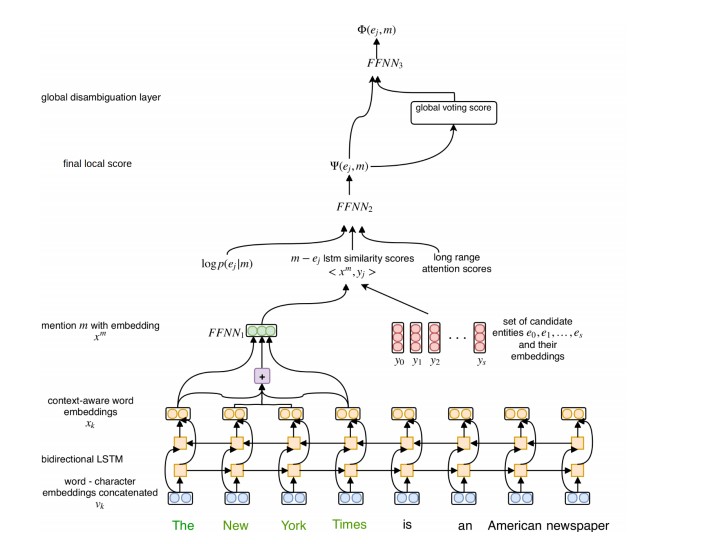 Φ(e_j, m)
FFNN_3
global disambiguation layer
global voting score
final local score
Ψ(e_j, m)
FFNN_2
log p(e_j|m)
m − e_j lstm similarity scores
< x^m, y_j >
long range
attention scores
mention m with embedding
x^m
FFNN_1
set of candidate
entities e_0, e_1, . . . , e_s
and their
embeddings
y_0 y_1 y_2 . . . y_s
+
context-aware word
embeddings
x_k
bidirectional LSTM
word - character
embeddings concatenated
v_k
The New York Times is an American newspaper